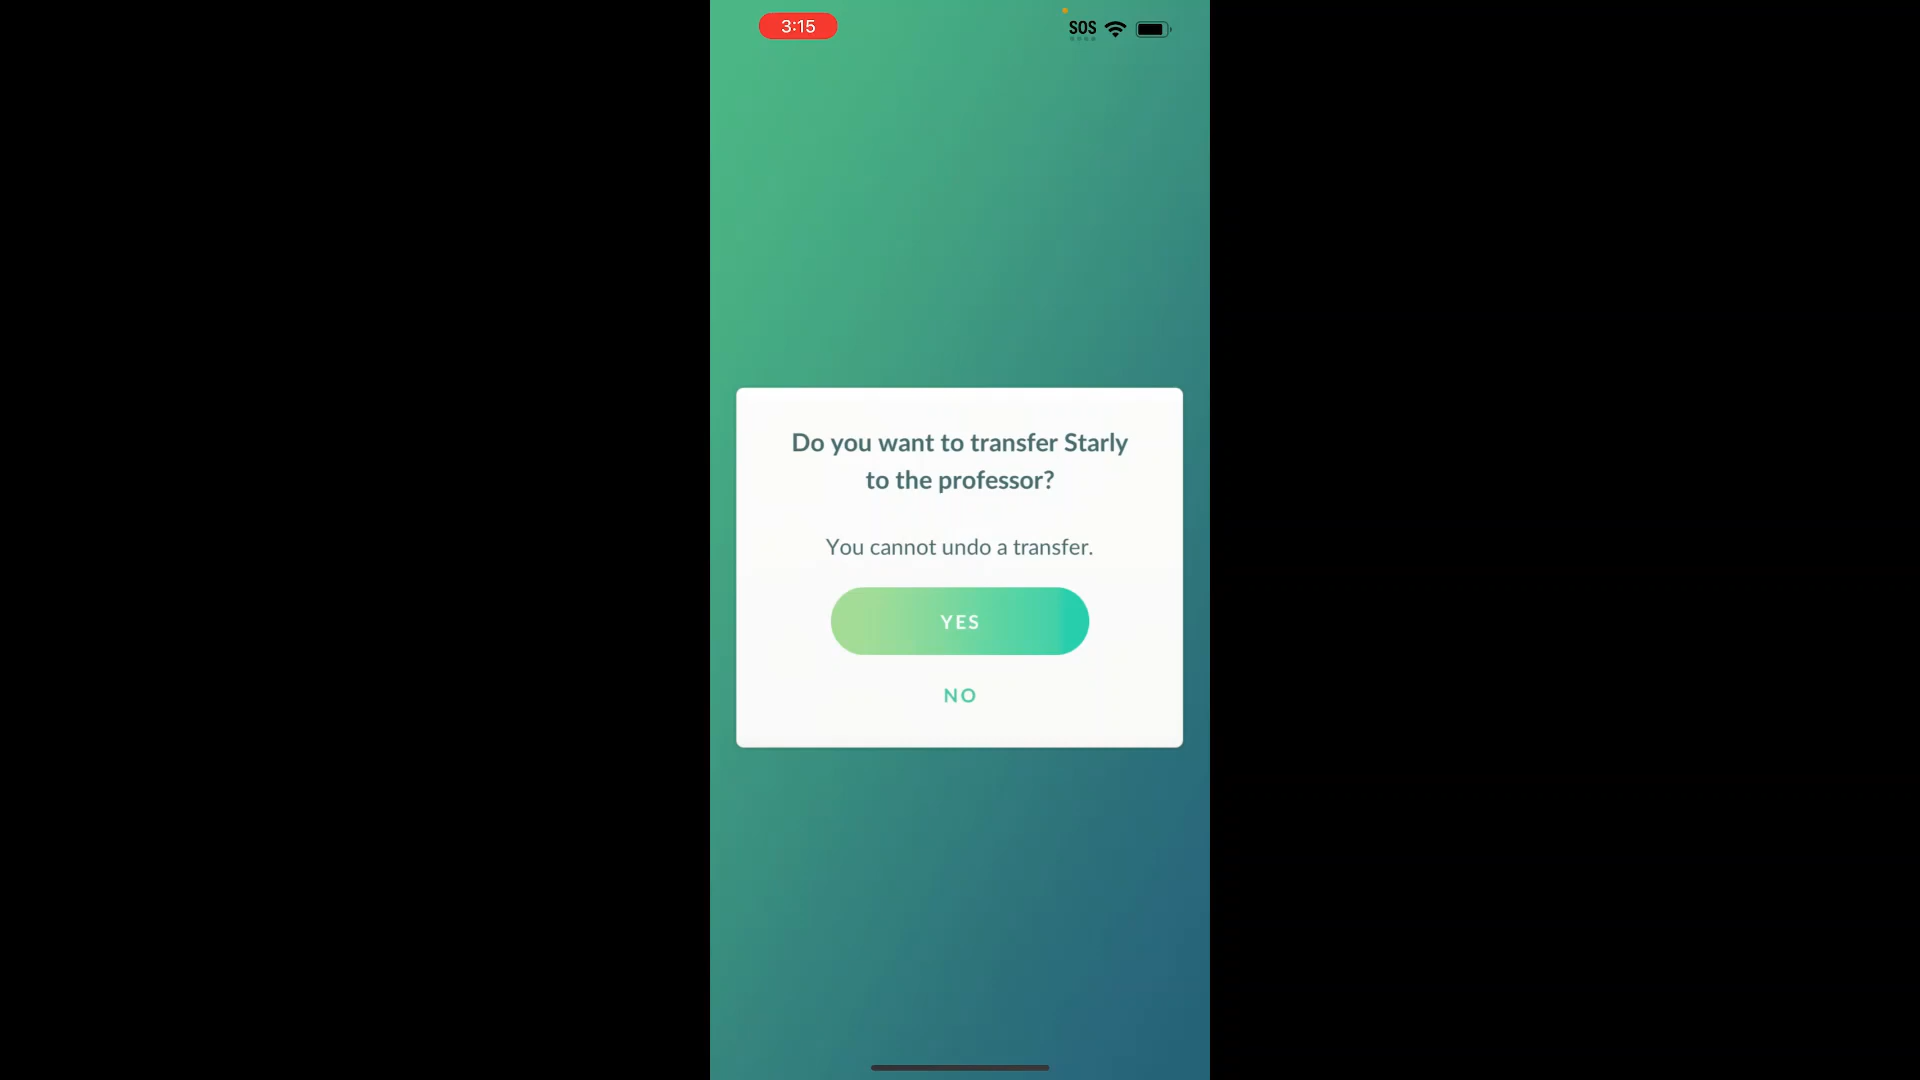 3:15
SOS
Do you want to transfer Starly
to the professor?
You cannot undo a transfer.
YES
NO